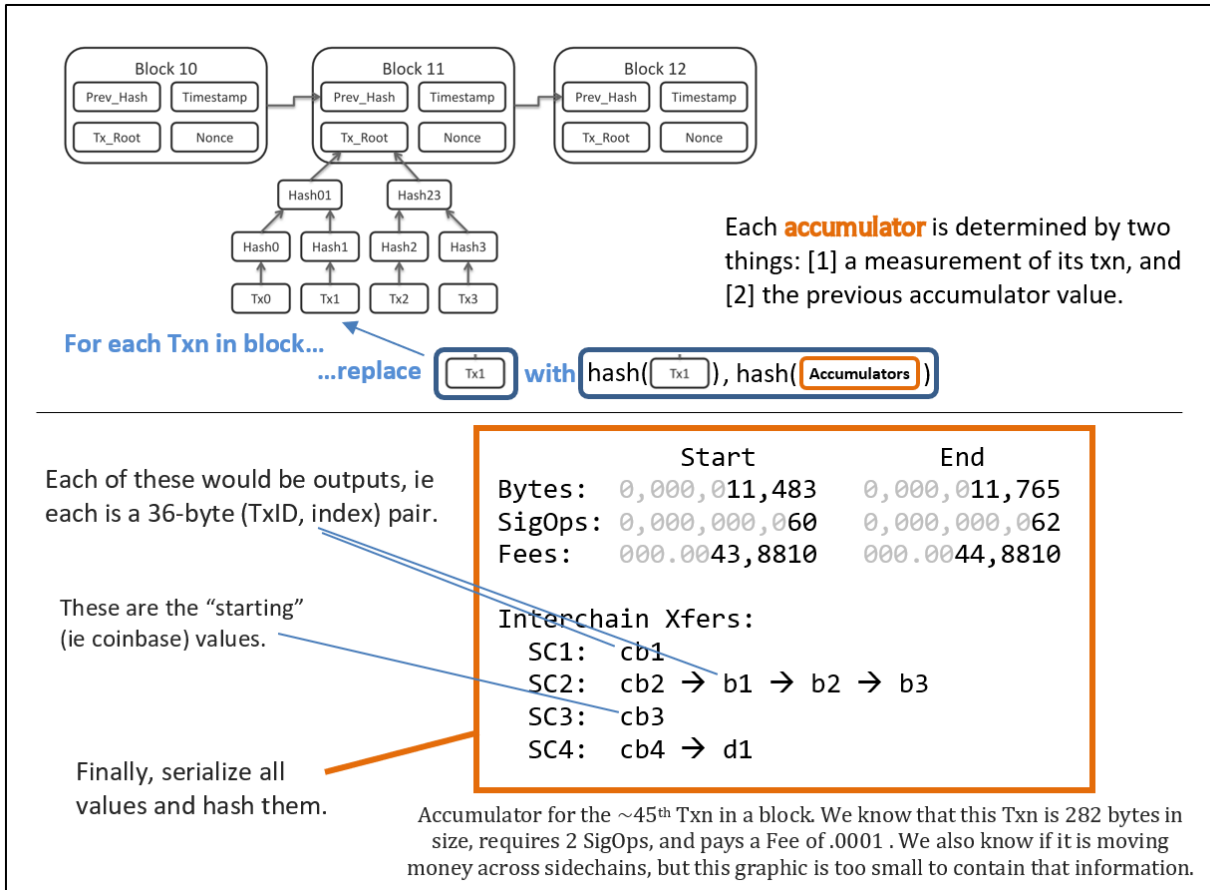 Block 10
Prev_Hash
Timestamp
Tx_Root
Nonce
Block 11
Prev_Hash
Timestamp
Tx_Root
Nonce
Block 12
Prev_Hash
Timestamp
Tx_Root
Nonce
Hash01
Hash23
Hash0
Hash1
Hash2
Hash3
Tx0
Tx1
Tx2
Tx3
Each accumulator is determined by two
things: [1] a measurement of its txn, and
[2] the previous accumulator value.
For each Txn in block...
...replace Tx1 with hash( Tx1 ), hash( Accumulators )
Each of these would be outputs, ie
each is a 36-byte (TxID, index) pair.
These are the “starting”
(ie coinbase) values.
Finally, serialize all
values and hash them.
Start End
Bytes: 0,000,011,483 0,000,011,765
SigOps: 0,000,000,060 0,000,000,062
Fees: 000.0043,8810 000.0044,8810
Interchain Xfers:
SC1: cb1
SC2: cb2 → b1 → b2 → b3
SC3: cb3
SC4: cb4 → d1
Accumulator for the ~45th Txn in a block. We know that this Txn is 282 bytes in
size, requires 2 SigOps, and pays a Fee of .0001 . We also know if it is moving
money across sidechains, but this graphic is too small to contain that information.